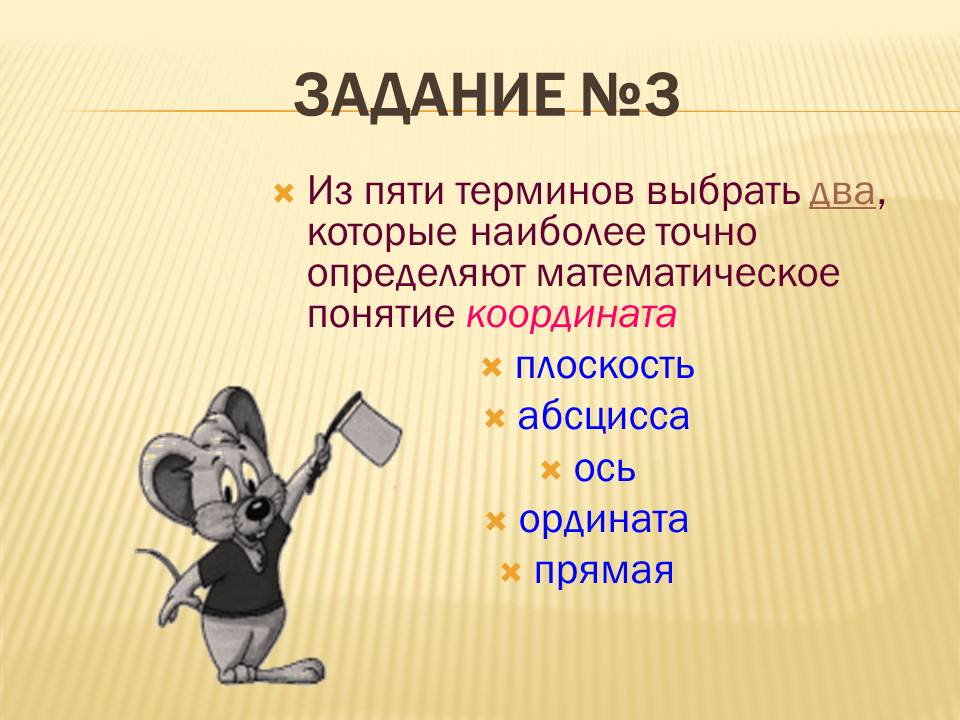 ЗАДАНИЕ №3
Из пяти терминов выбрать два,
которые наиболее точно
определяют математическое
понятие координата
плоскость
абсцисса
ось
ордината
прямая